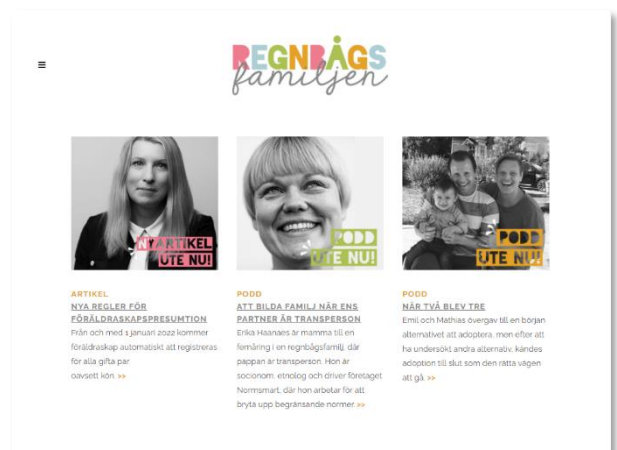 REGNBÅGS
familjen
NY ARTIKEL
UTE NU!
PODD
UTE NU!
PODD
UTE NU!
ARTIKEL
NYA REGLER FÖR
FÖRÄLDRASKAPSPRESUMTION
Från och med 1 januari 2022 kommer
föräldraskap automatiskt att registreras
för alla gifta par
oavsett kön. >>
PODD
ATT BILDA FAMILJ NÄR ENS
PARTNER ÄR TRANSPERSON
Erika Haanaes är mamma till en
femåring i en regnbågsfamilj, där
pappan är transperson. Hon är
socionom, etnolog och driver företaget
Normsmart, där hon arbetar för att
bryta upp begränsande normer. >>
PODD
NÄR TVÅ BLEV TRE
Emil och Mathias övergav till en början
alternativet att adoptera, men efter att
ha undersökt andra alternativ, kändes
adoption till slut som den rätta vägen
att gå. >>